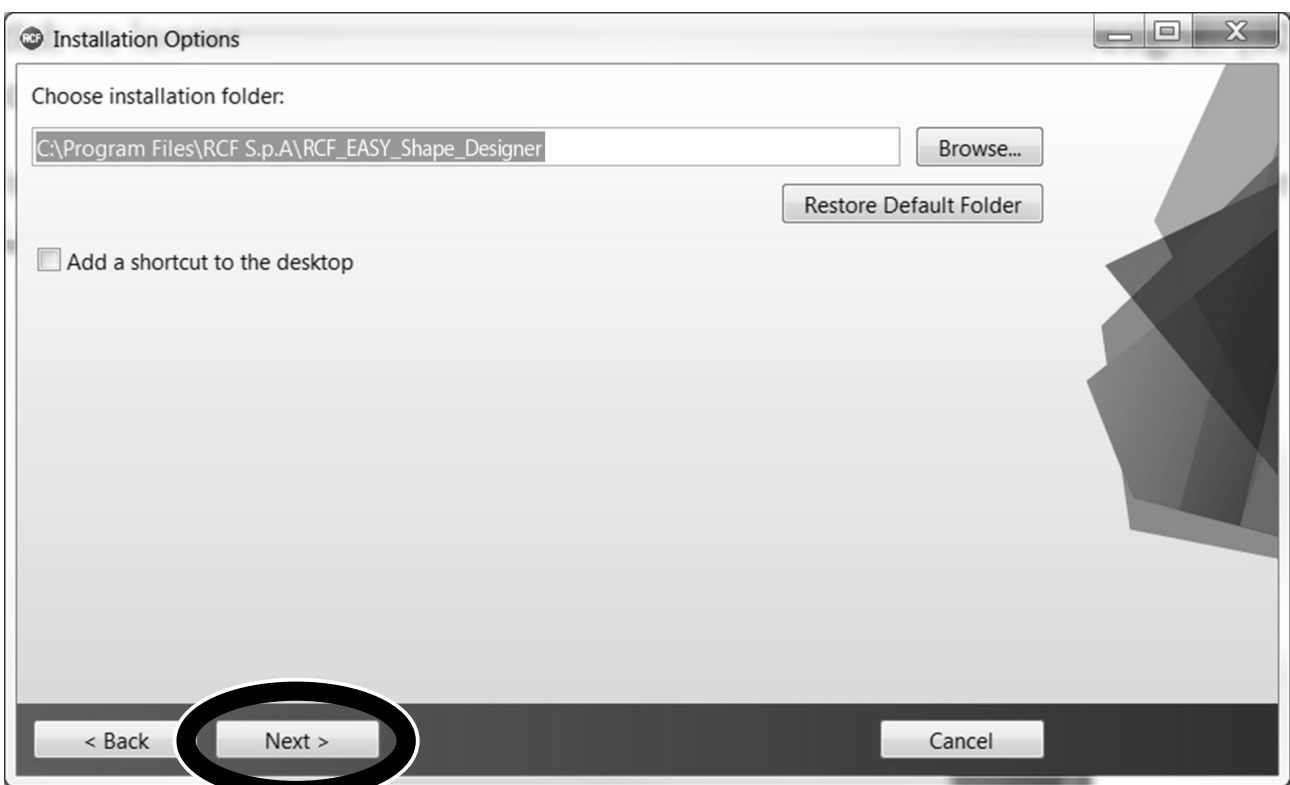 RCF Installation Options
Choose installation folder:
C:\Program Files\RCF S.p.A\RCF_EASY_Shape_Designer
Browse...
Restore Default Folder
Add a shortcut to the desktop
< Back
Next >
Cancel